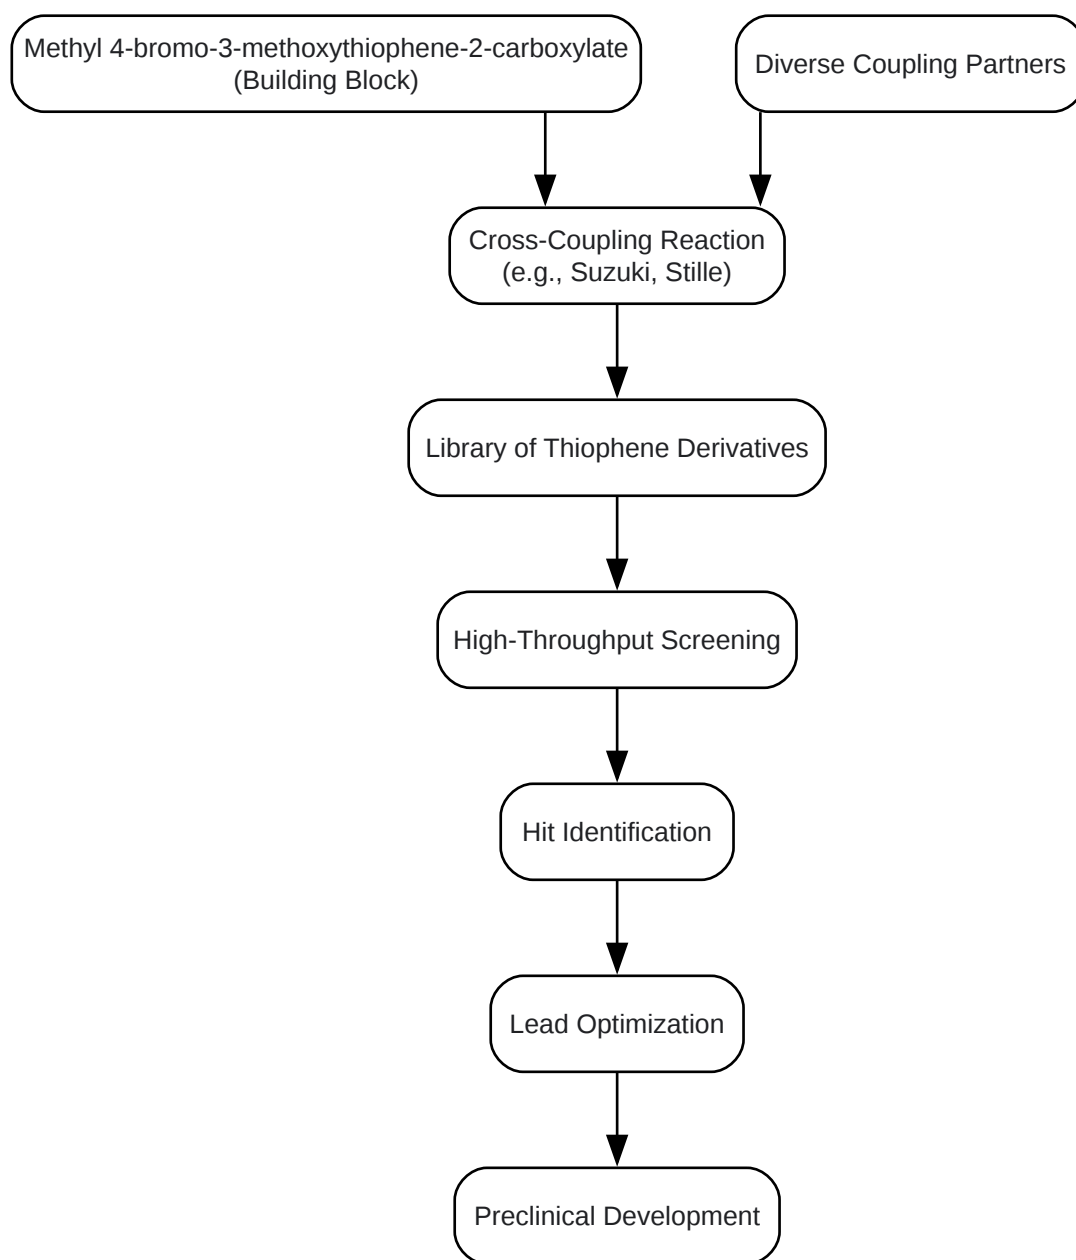 Methyl 4-bromo-3-methoxythiophene-2-carboxylate
(Building Block)
Diverse Coupling Partners
Cross-Coupling Reaction
(e.g., Suzuki, Stille)
Library of Thiophene Derivatives
High-Throughput Screening
Hit Identification
Lead Optimization
Preclinical Development